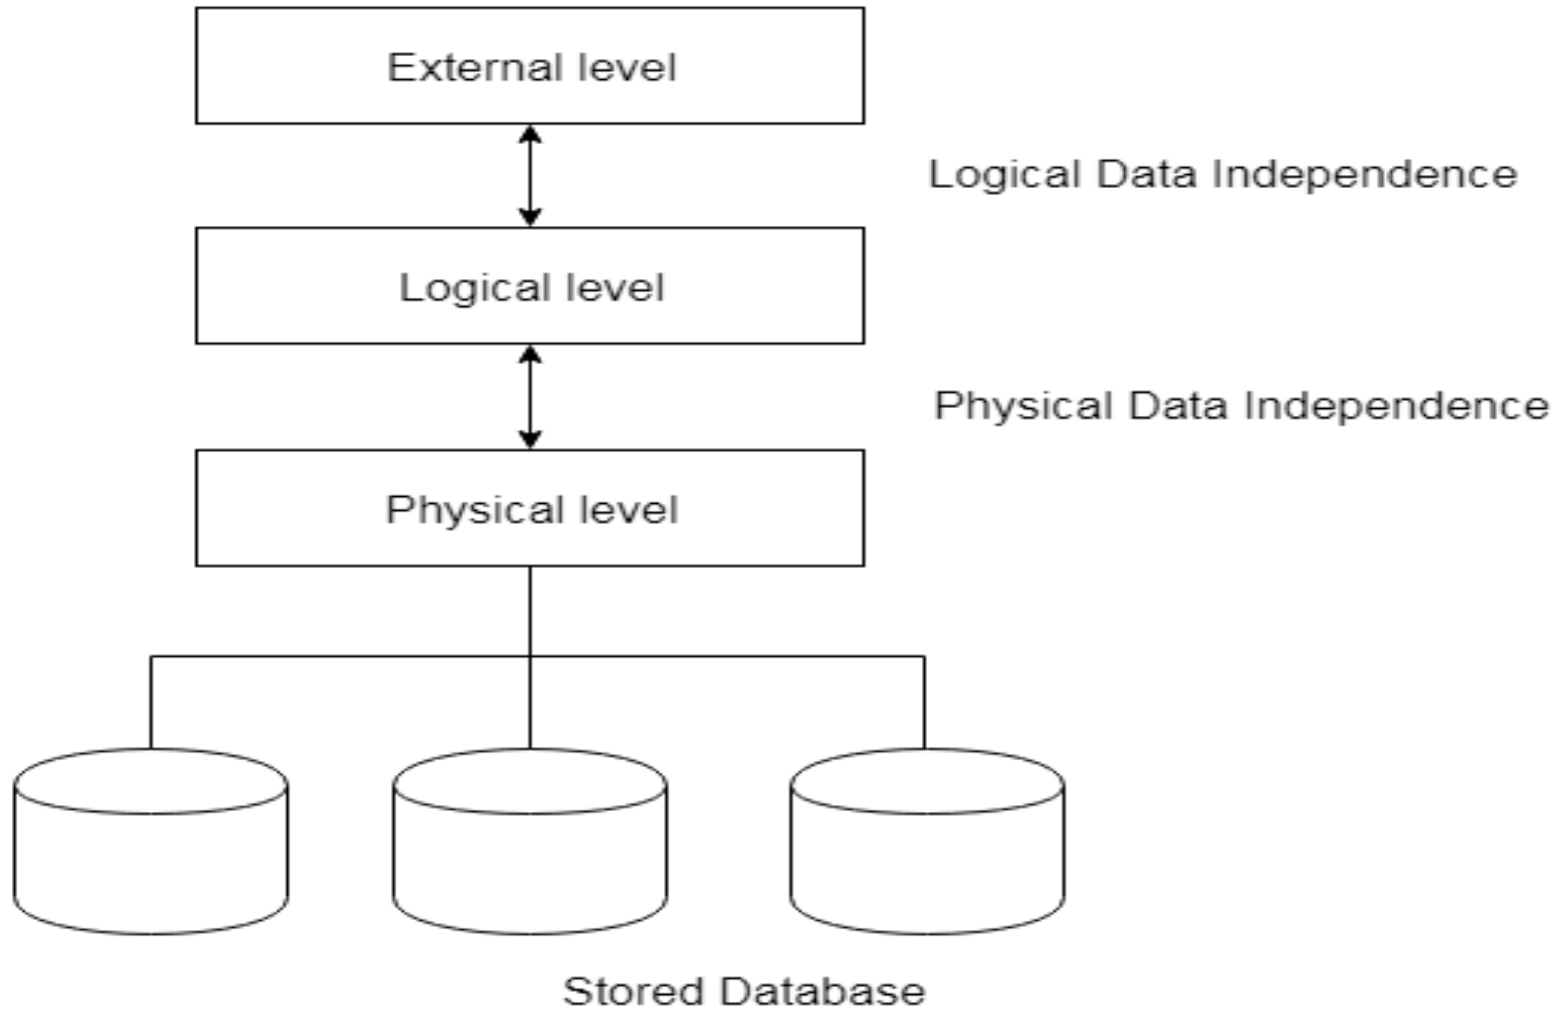 External level
Logical Data Independence
Logical level
Physical Data Independence
Physical level
Stored Database